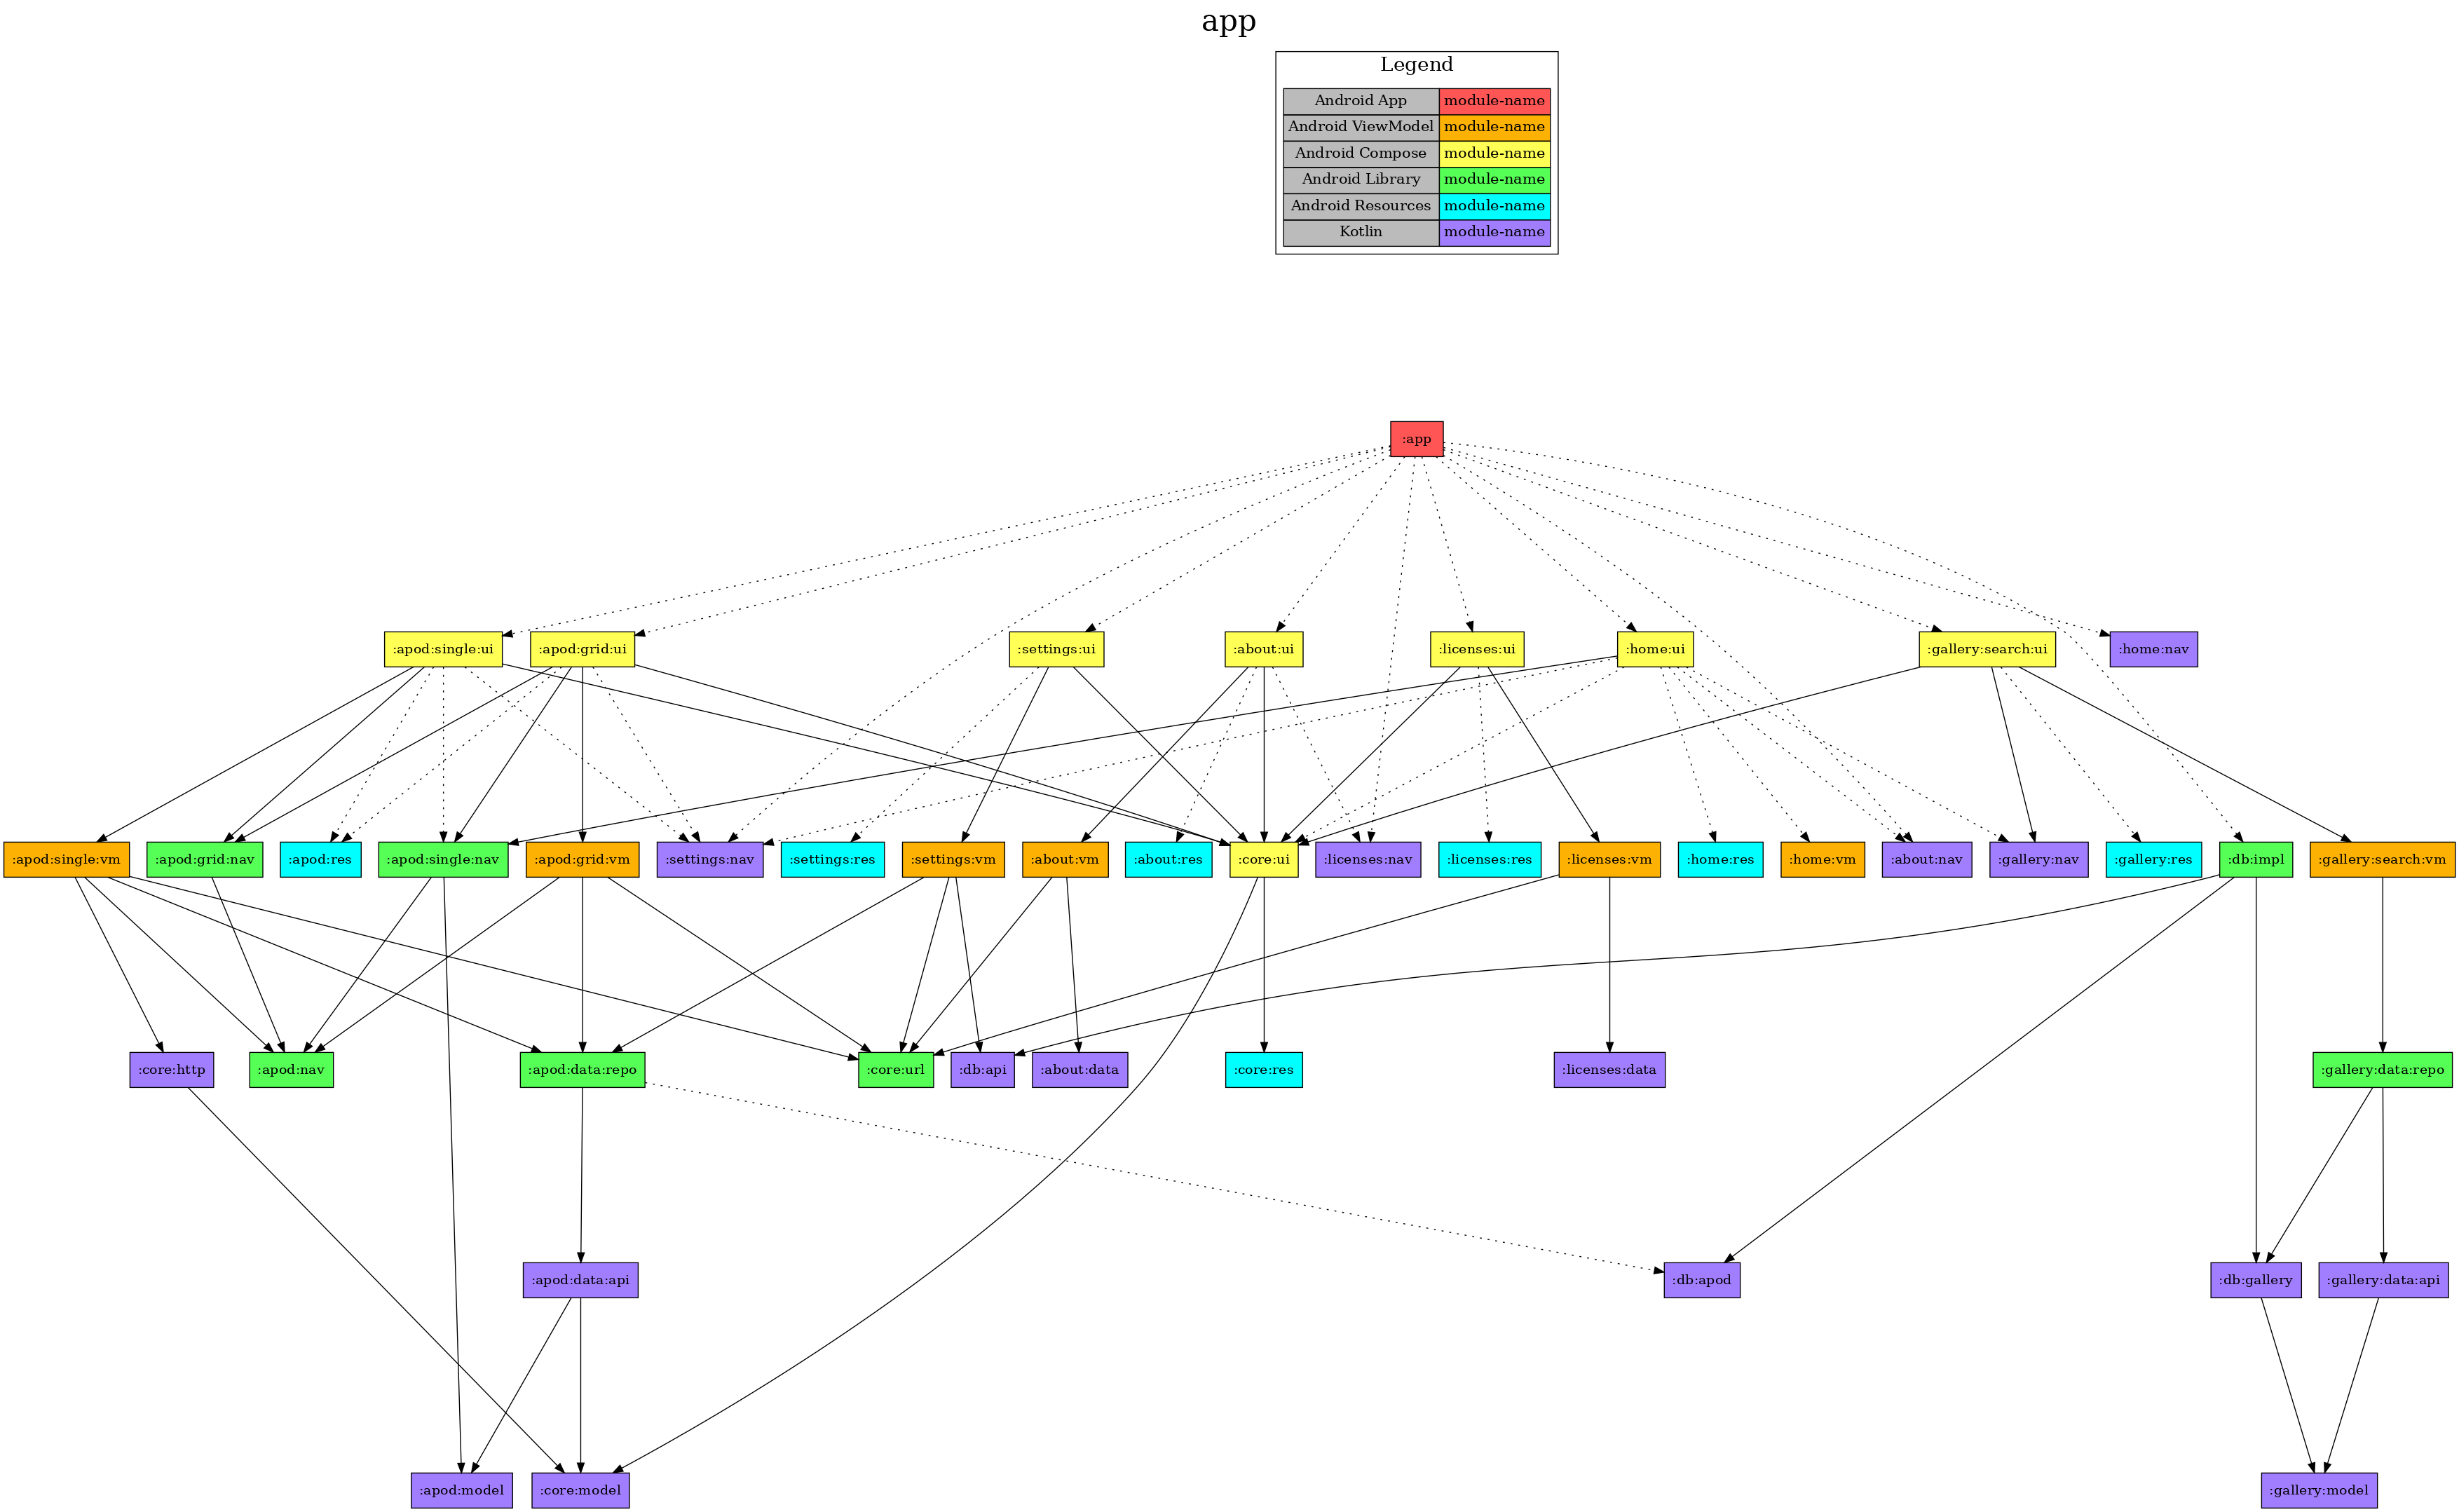 app
Legend
Android App module-name
Android ViewModel module-name
Android Compose module-name
Android Library module-name
Android Resources module-name
Kotlin module-name
:app
:apod:single:ui :apod:grid:ui :settings:ui :about:ui :licenses:ui :home:ui :gallery:search:ui :home:nav
:apod:single:vm :apod:grid:nav :apod:res :apod:single:nav :apod:grid:vm :settings:nav :settings:res :settings:vm :about:vm :about:res :core:ui :licenses:nav :licenses:res :licenses:vm :home:res :home:vm :about:nav :gallery:nav :gallery:res :db:impl :gallery:search:vm
:core:http :apod:nav :apod:data:repo :core:url :db:api :about:data :core:res :licenses:data :gallery:data:repo
:apod:data:api :db:apod :db:gallery :gallery:data:api
:apod:model :core:model :gallery:model